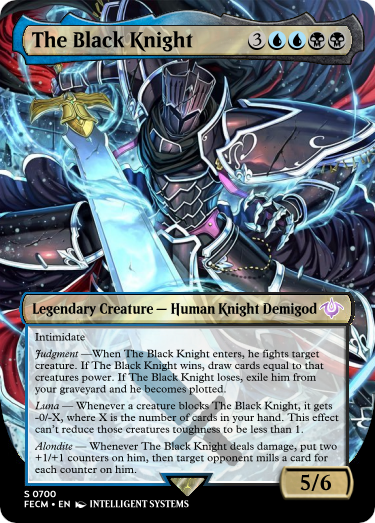 The Black Knight 3
Legendary Creature — Human Knight Demigod
Intimidate
Judgment —When The Black Knight enters, he fights target
creature. If The Black Knight wins, draw cards equal to that
creatures power. If The Black Knight loses, exile him from
your graveyard and he becomes plotted.
Luna — Whenever a creature blocks The Black Knight, it gets
-0/-X, where X is the number of cards in your hand. This effect
can't reduce those creatures toughness to be less than 1.
Alondite — Whenever The Black Knight deals damage, put two
+1/+1 counters on him, then target opponent mills a card for
each counter on him.
5/6
S 0700
FECM • EN INTELLIGENT SYSTEMS